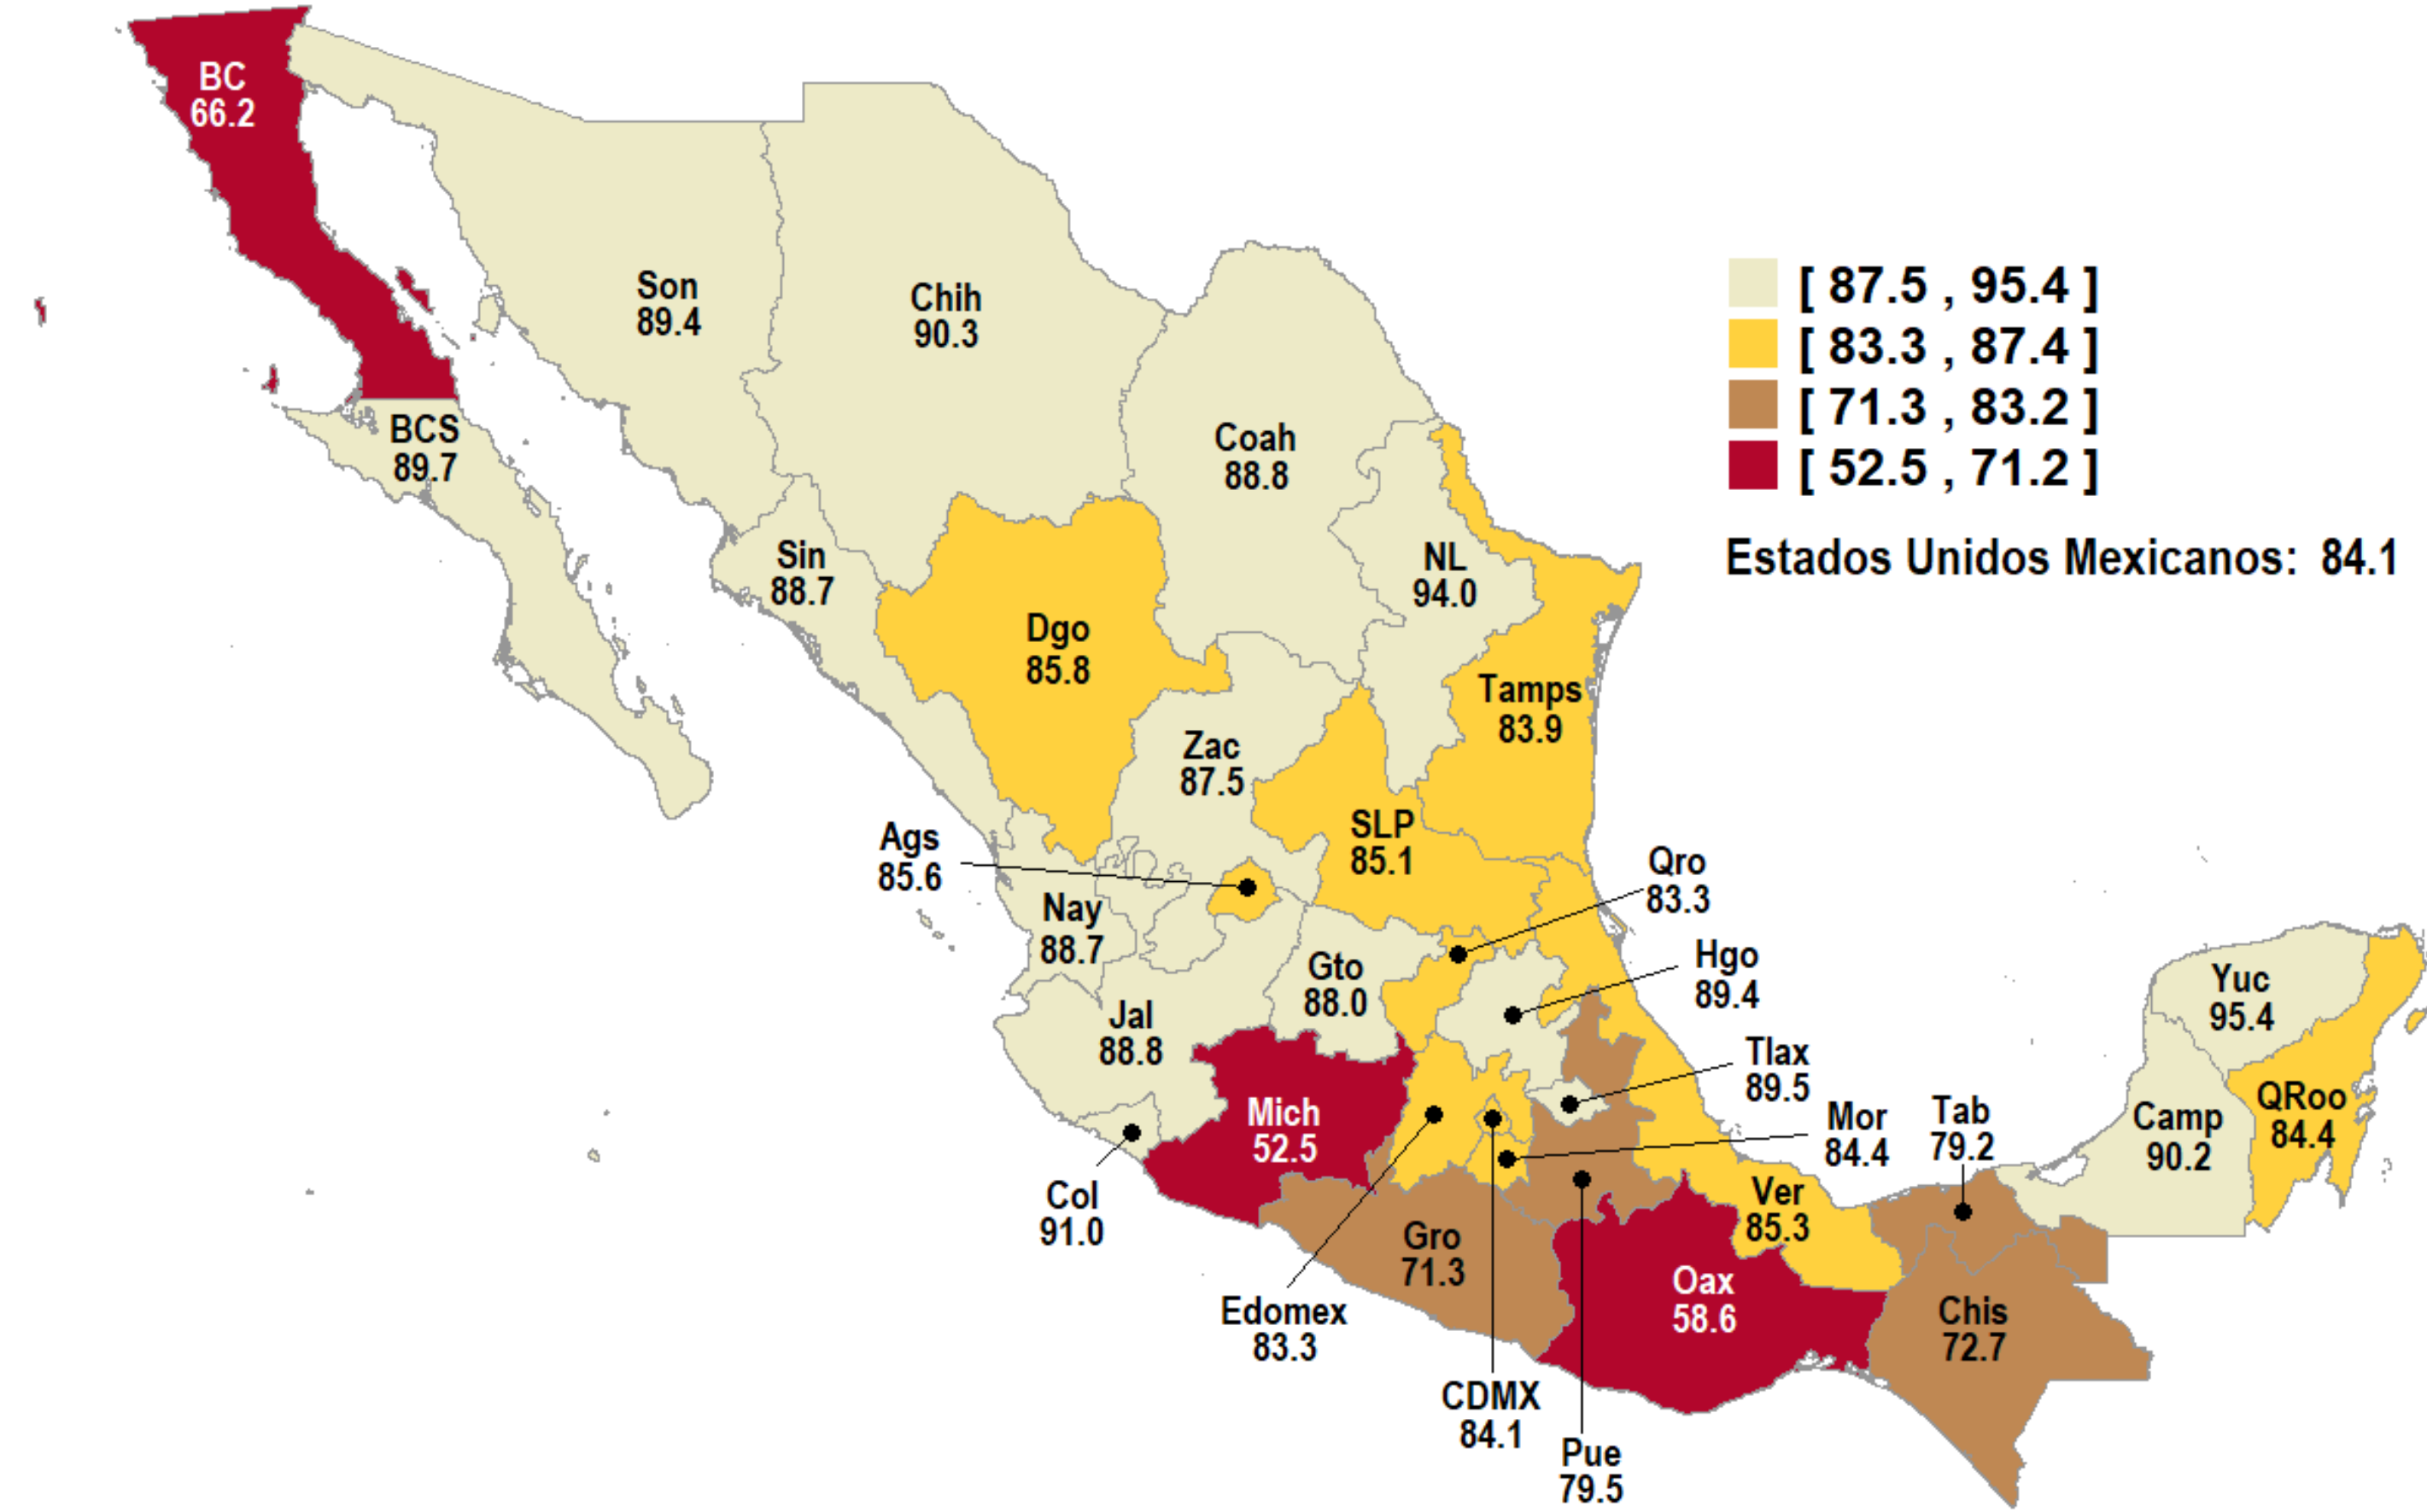 BC
66.2
Son
89.4
Chih
90.3
[ 87.5 , 95.4 ]
[ 83.3 , 87.4 ]
[ 71.3 , 83.2 ]
[ 52.5 , 71.2 ]
Estados Unidos Mexicanos: 84.1
BCS
89.7
Coah
88.8
Sin
88.7
NL
94.0
Dgo
85.8
Tamps
83.9
Zac
87.5
SLP
85.1
Ags
85.6
Qro
83.3
Nay
88.7
Gto
88.0
Hgo
89.4
Yuc
95.4
Jal
88.8
Tlax
89.5
Mich
52.5
Mor
84.4
Tab
79.2
Camp
90.2
QRoo
84.4
Col
91.0
Ver
85.3
Gro
71.3
Oax
58.6
Chis
72.7
Edomex
83.3
CDMX
84.1
Pue
79.5